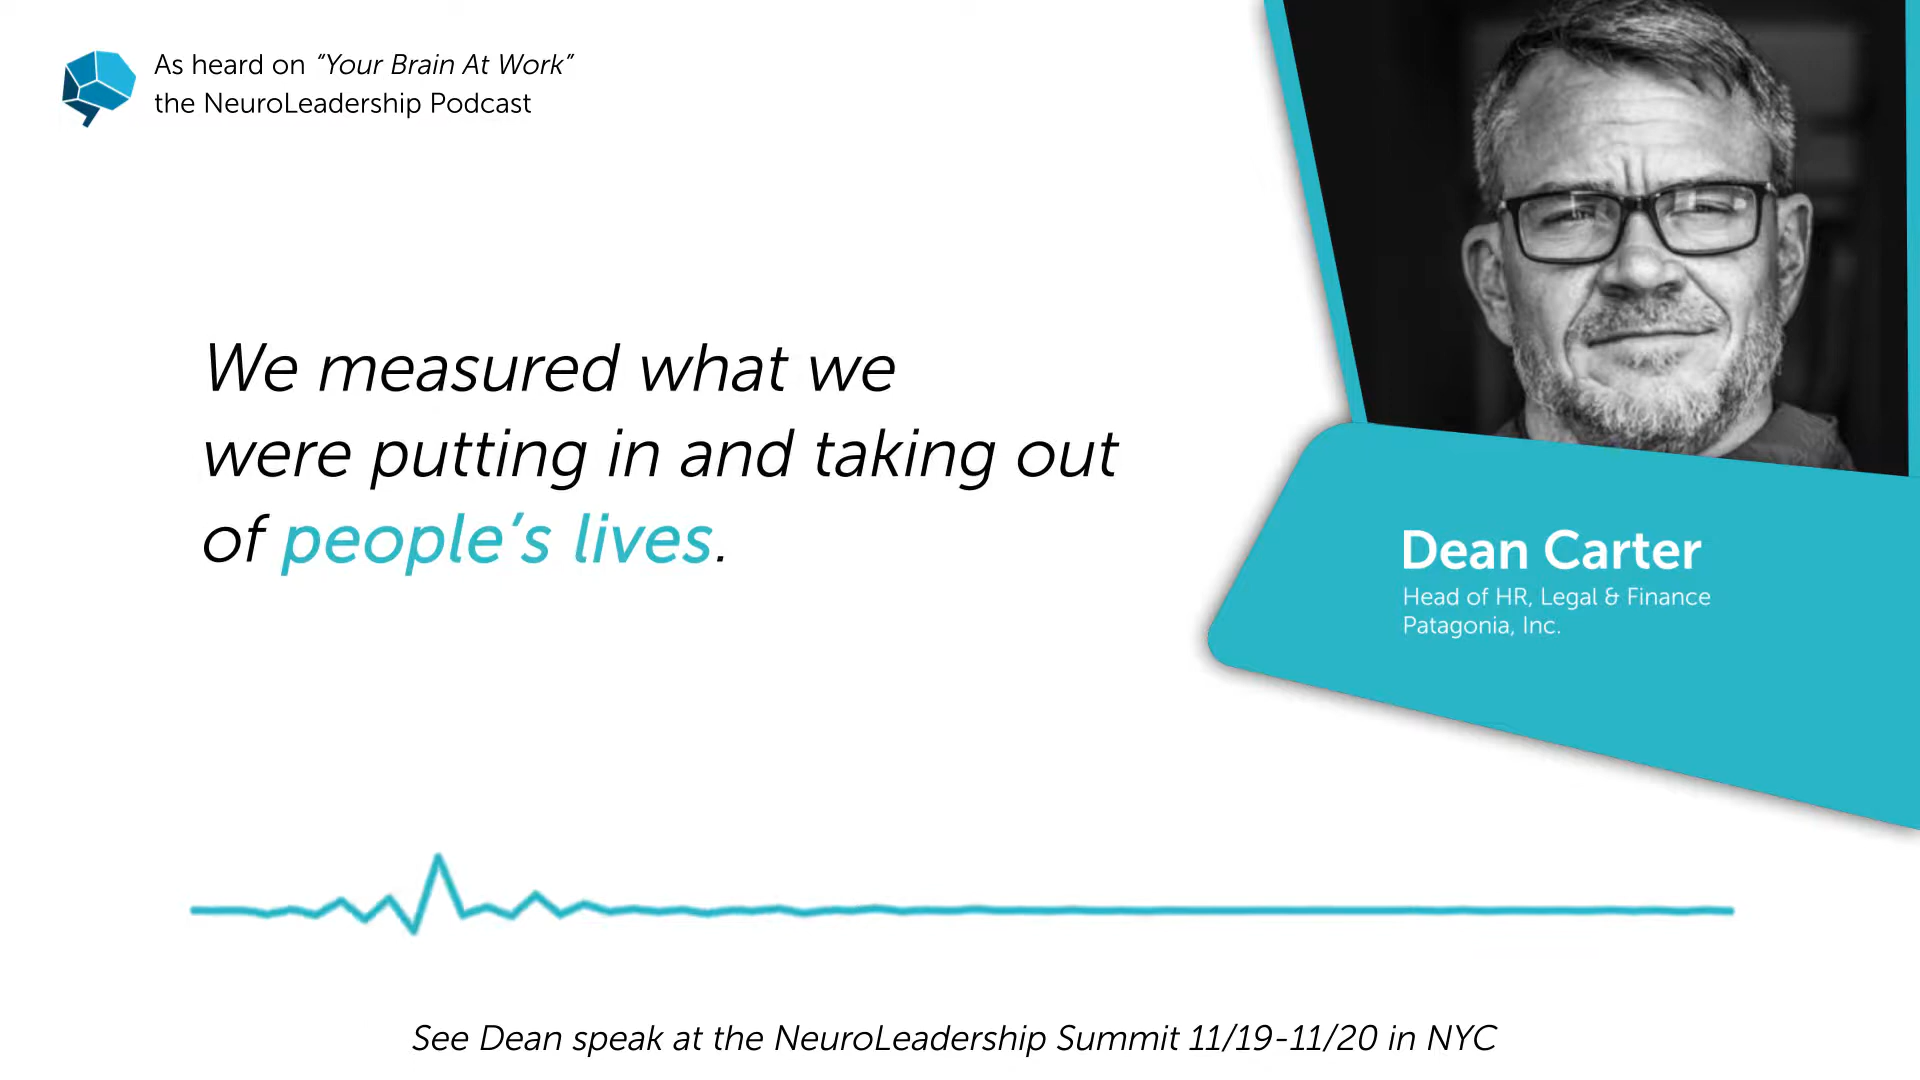 As heard on “Your Brain At Work”
the NeuroLeadership Podcast
We measured what we
were putting in and taking out
of people’s lives.
Dean Carter
Head of HR, Legal & Finance
Patagonia, Inc.
See Dean speak at the NeuroLeadership Summit 11/19-11/20 in NYC